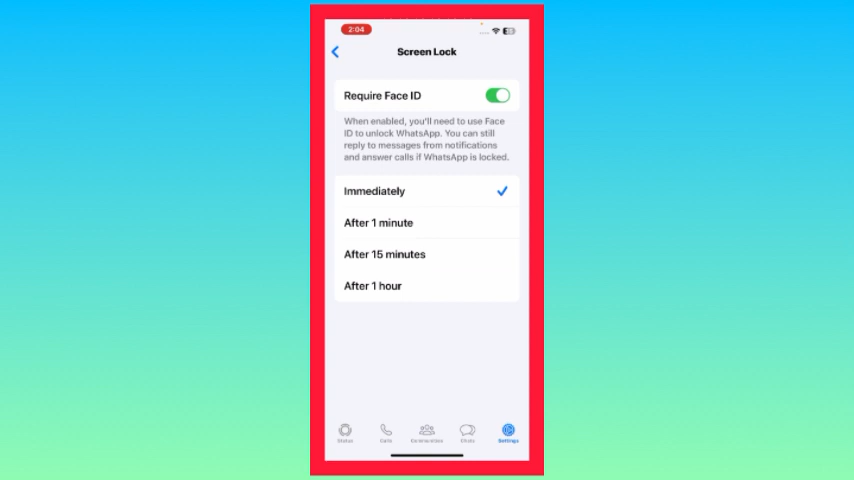 2:04
Screen Lock
Require Face ID
When enabled, you'll need to use Face
ID to unlock WhatsApp. You can still
reply to messages from notifications
and answer calls if WhatsApp is locked.
Immediately
After 1 minute
After 15 minutes
After 1 hour
Status Calls Communities Chats Settings